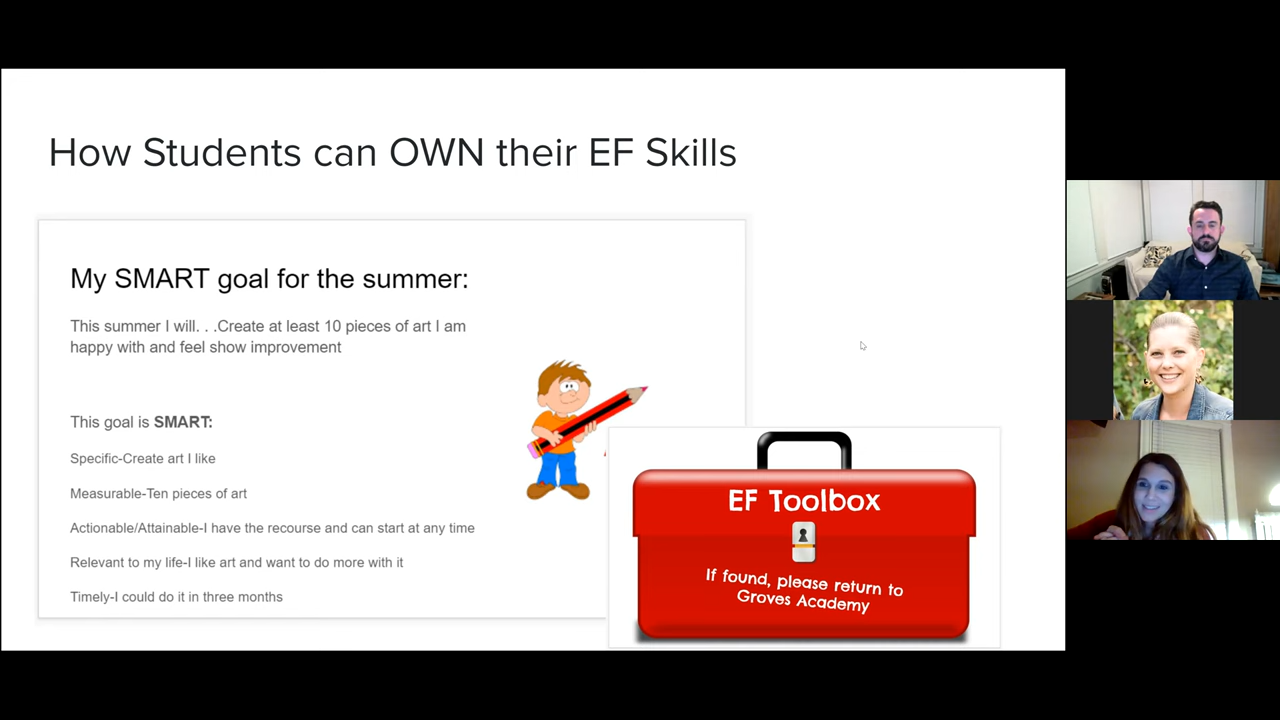 How Students can OWN their EF Skills
My SMART goal for the summer:
This summer I will. . .Create at least 10 pieces of art I am
happy with and feel show improvement
This goal is SMART:
Specific-Create art I like
Measurable-Ten pieces of art
Actionable/Attainable-I have the recourse and can start at any time
Relevant to my life-I like art and want to do more with it
Timely-I could do it in three months
EF Toolbox
If found, please return to
Groves Academy